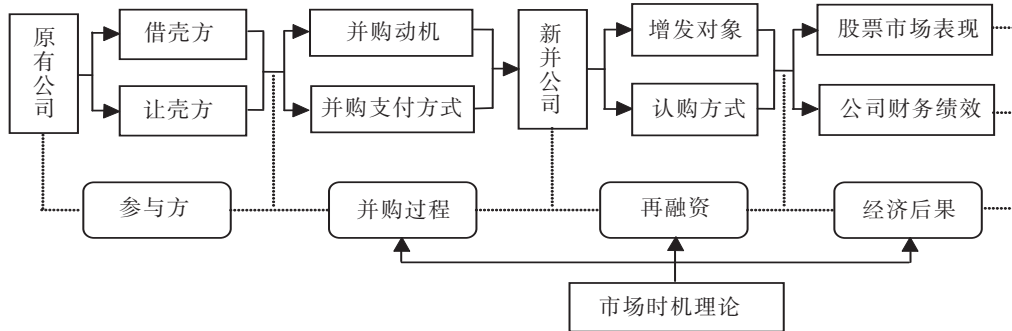 原有公司
借壳方
让壳方
并购动机
并购支付方式
新并公司
增发对象
认购方式
股票市场表现
公司财务绩效
参与方
并购过程
再融资
经济后果
市场时机理论